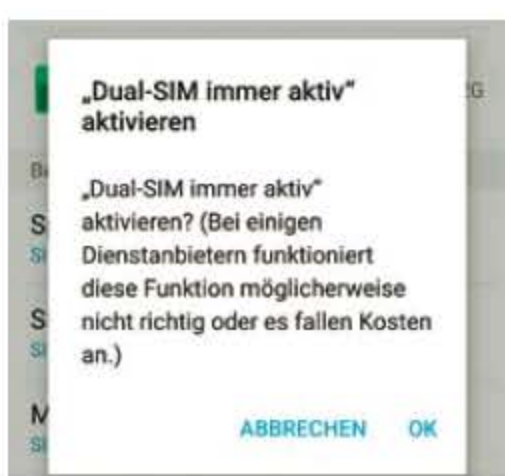 „Dual-SIM immer aktiv“
aktivieren
„Dual-SIM immer aktiv“
aktivieren? (Bei einigen
Dienstanbietern funktioniert
diese Funktion möglicherweise
nicht richtig oder es fallen Kosten
an.)
ABBRECHEN OK